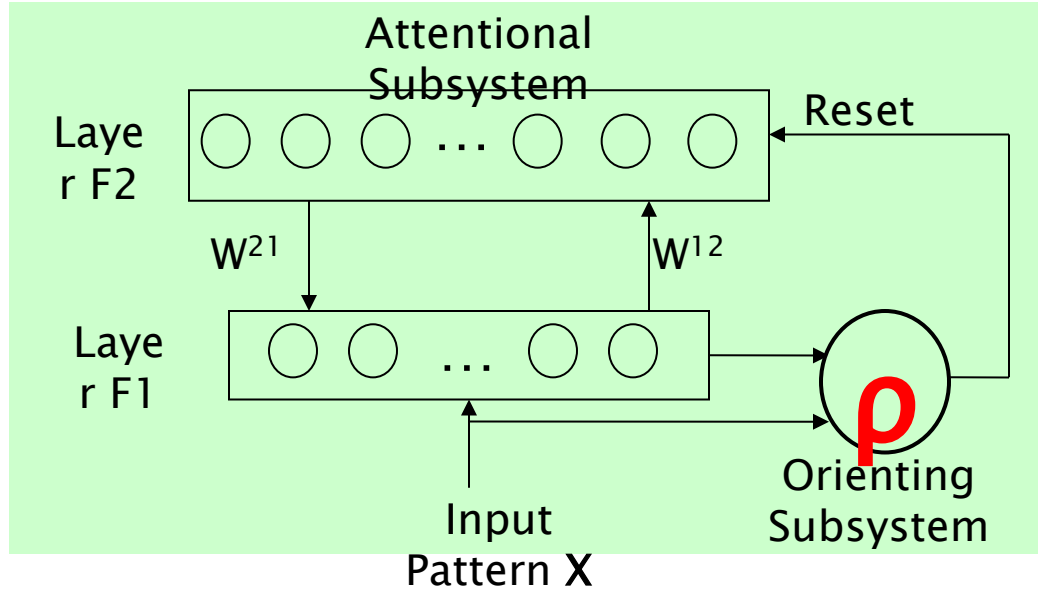 Attentional
Subsystem
Reset
Laye
r F2
...
W²¹
W¹²
Laye
r F1
...
ρ
Orienting
Subsystem
Input
Pattern X